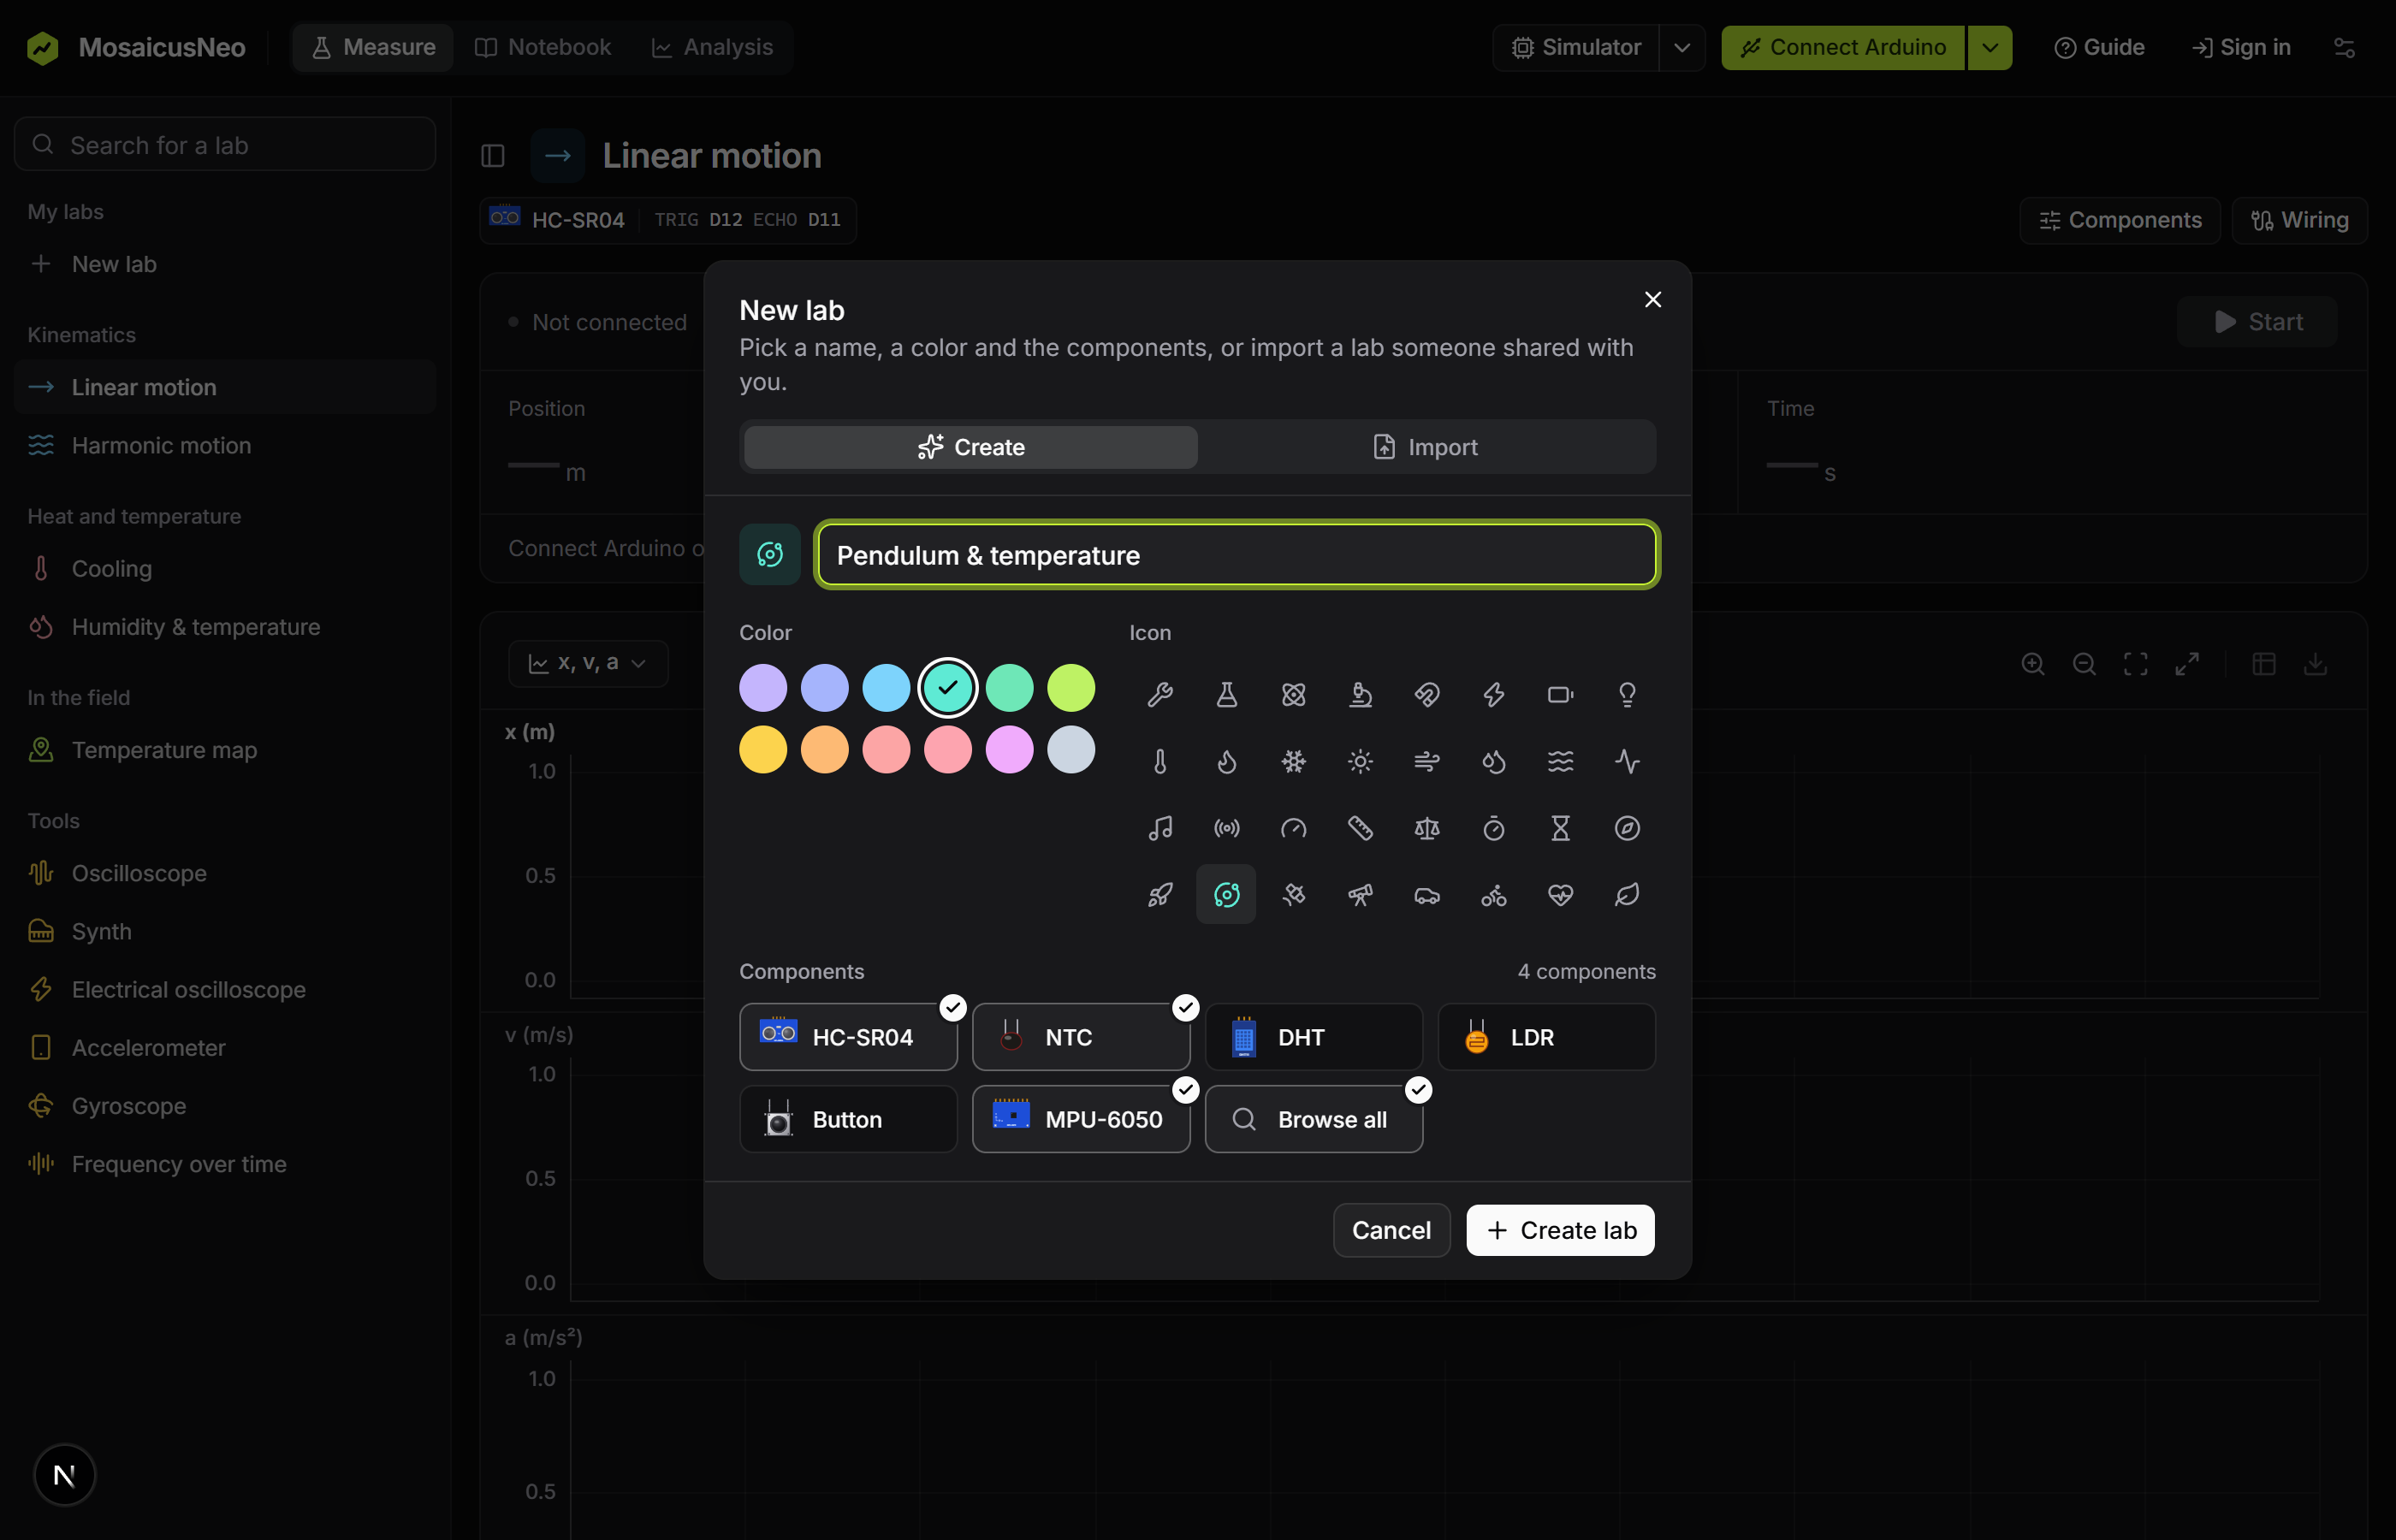 MosaicusNeo
Measure
Notebook
Analysis
Simulator
Connect Arduino
Guide
Sign in
Search for a lab
My labs
New lab
Kinematics
Linear motion
Harmonic motion
Heat and temperature
Cooling
Humidity & temperature
In the field
Temperature map
Tools
Oscilloscope
Synth
Electrical oscilloscope
Accelerometer
Gyroscope
Frequency over time
N
Linear motion
HC-SR04 TRIG D12 ECHO D11
Components
Wiring
Not connected
Start
Position
m
Time
s
Connect Arduino o
x, v, a
x (m)
1.0
0.5
0.0
v (m/s)
1.0
0.5
0.0
a (m/s²)
1.0
0.5
New lab
Pick a name, a color and the components, or import a lab someone shared with
you.
Create
Import
Pendulum & temperature
Color
Icon
Components
4 components
HC-SR04
NTC
DHT
LDR
Button
MPU-6050
Browse all
Cancel
Create lab